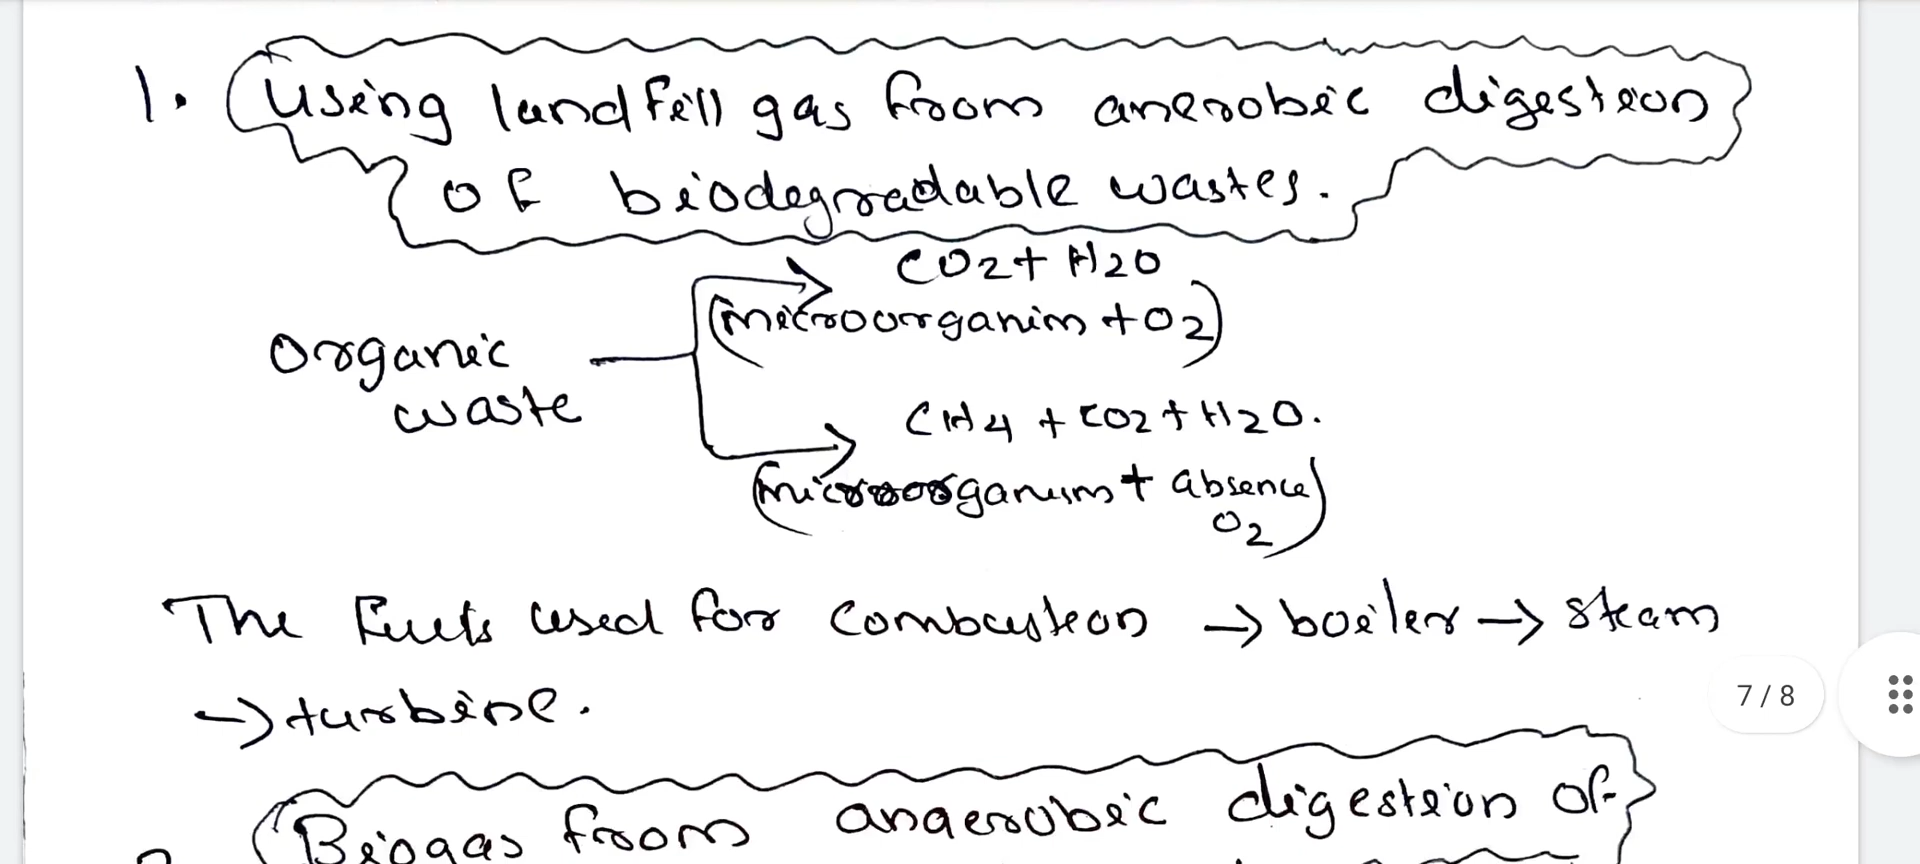 1. Using landfill gas from anerobic digestion
of biodegradable wastes.
CO2 + H2O
(microorganim + O2)
Organic
waste
CH4 + CO2 + H2O.
(microorganism + absence
O2)
The Fuels used for Combustion → boiler → steam
→ turbine.
7 / 8
Biogas from anaerobic digestion of